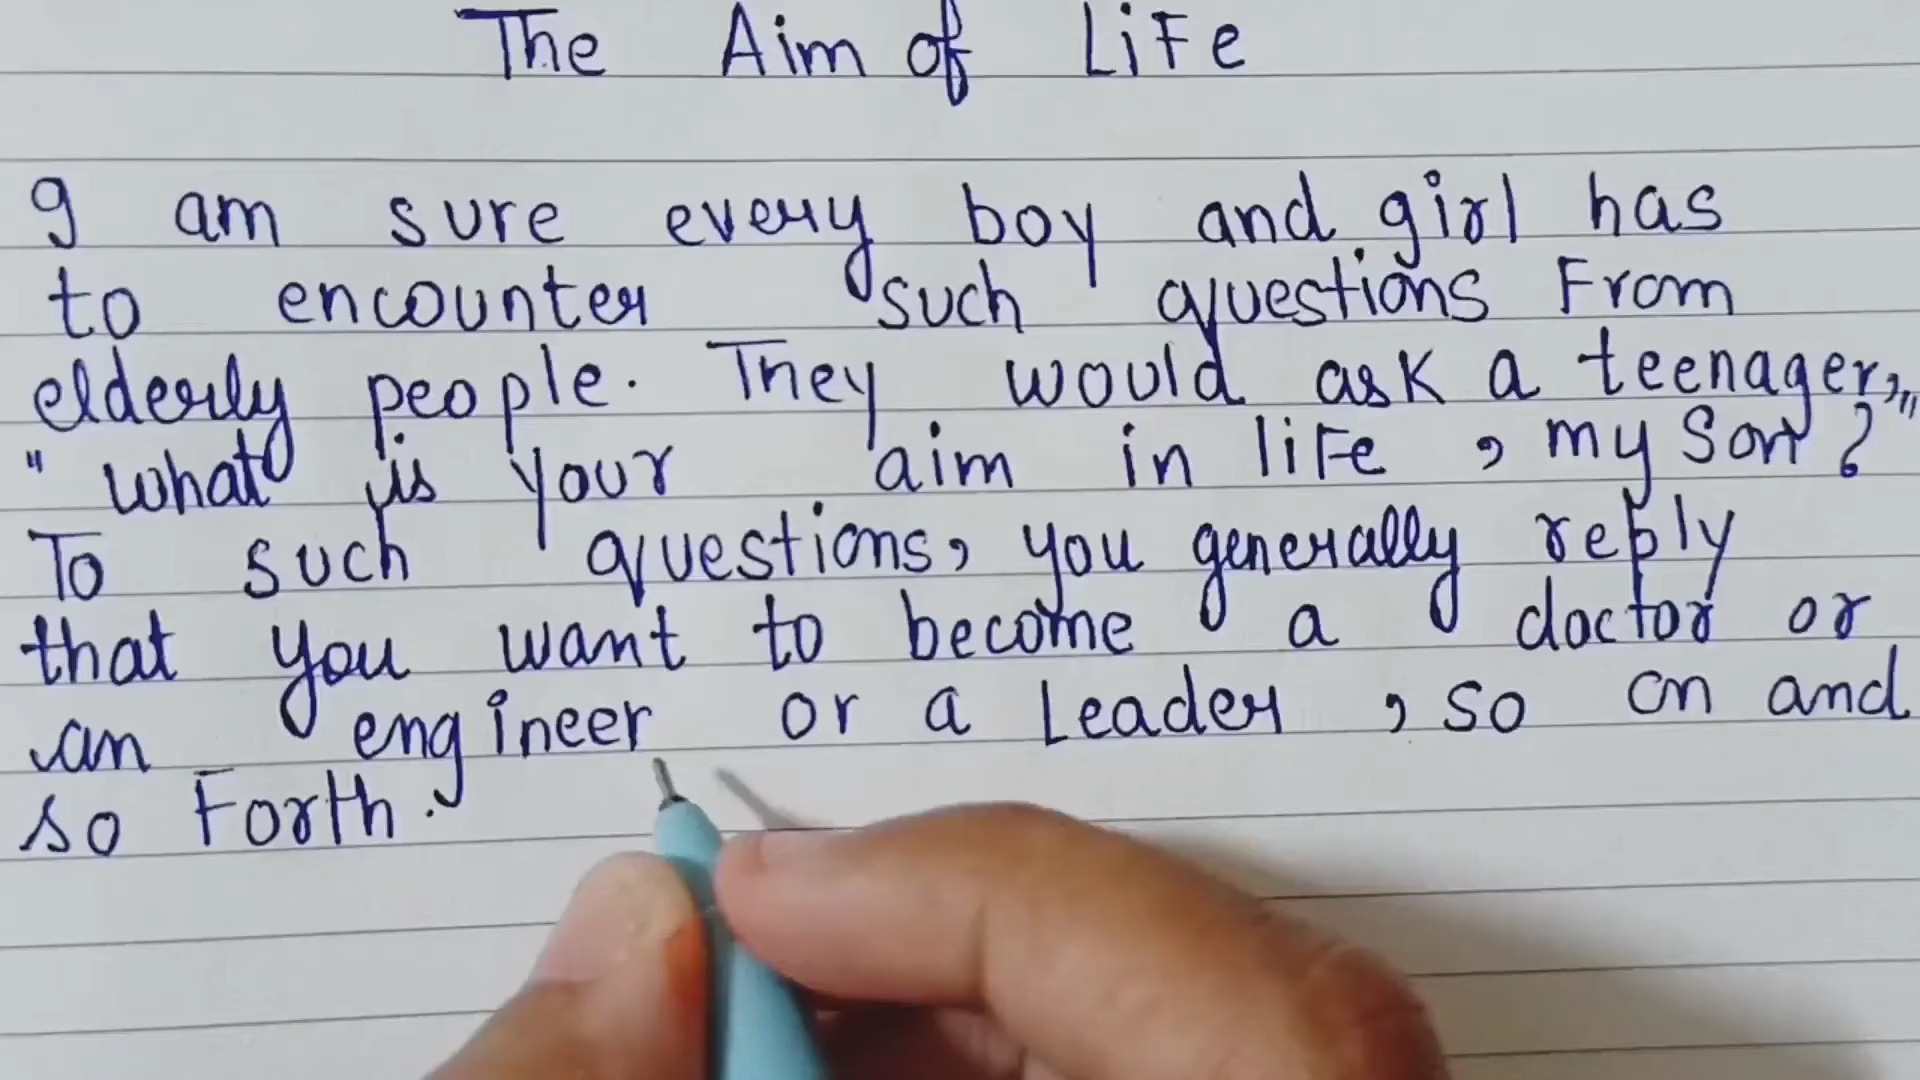 The Aim of Life
I am sure every boy and girl has
to encounter such questions From
elderly people. They would ask a teenager,
"what is your aim in life , my son ?"
To such questions, you generally reply
that you want to become a doctor or
an engineer or a Leader , so on and
so Forth.